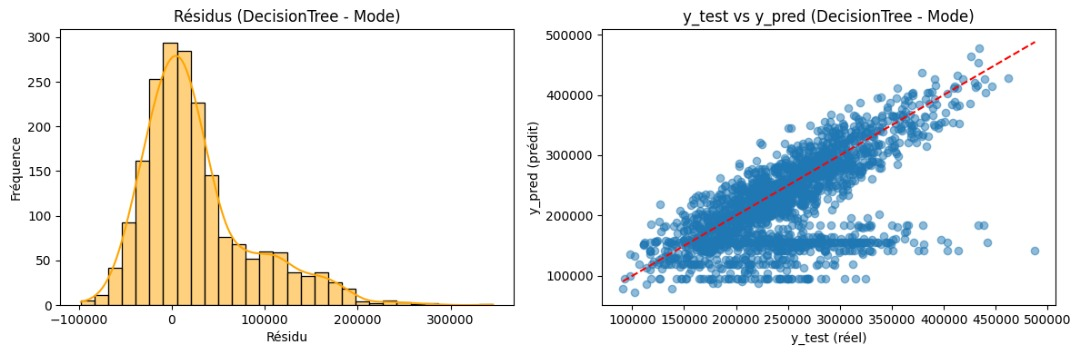 Résidus (DecisionTree - Mode)
300
250
200
150
100
50
0
Fréquence
−100000 0 100000 200000 300000
Résidu
y_test vs y_pred (DecisionTree - Mode)
500000
400000
300000
200000
100000
y_pred (prédit)
100000 150000 200000 250000 300000 350000 400000 450000 500000
y_test (réel)